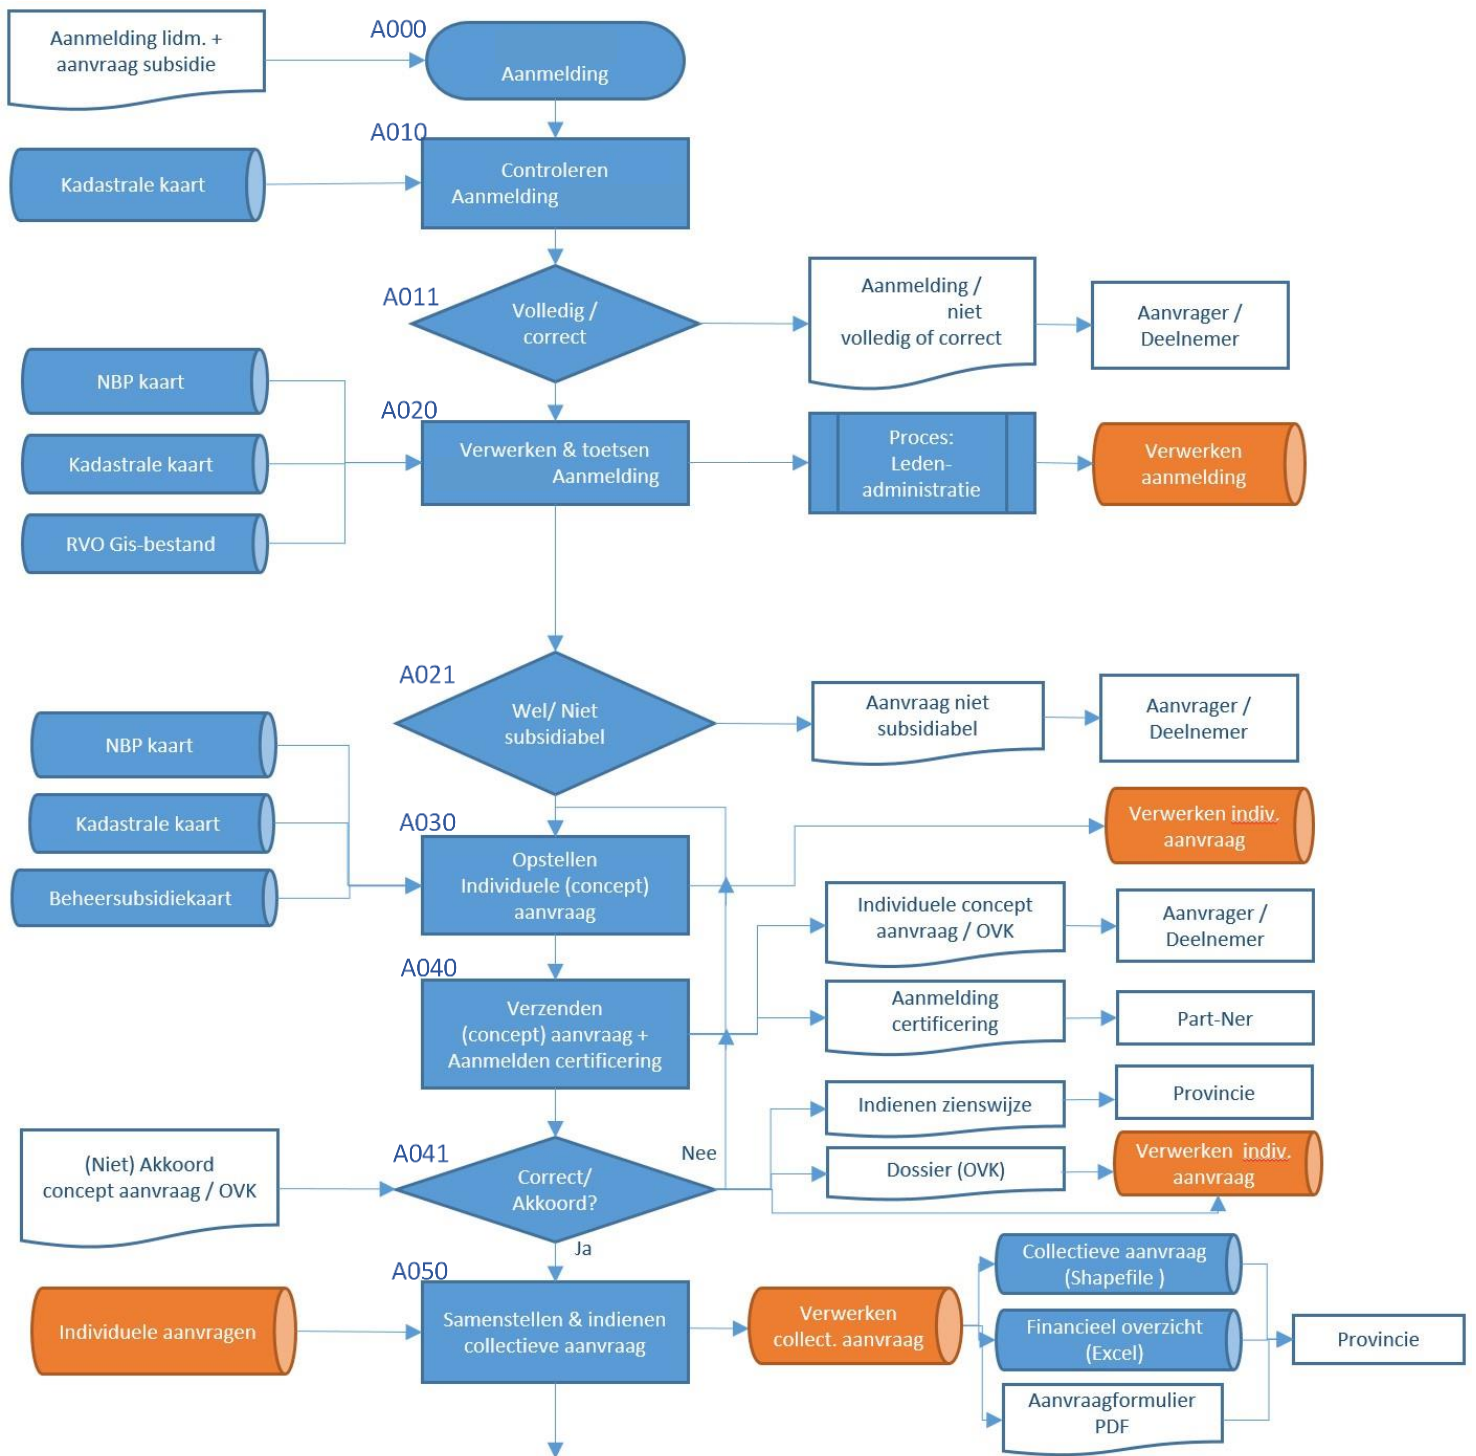 Aanmelding lidm. +
aanvraag subsidie
A000
Aanmelding
A010
Kadastrale kaart
Controleren
Aanmelding
A011
Volledig /
correct
Aanmelding /
niet
volledig of correct
Aanvrager /
Deelnemer
NBP kaart
Kadastrale kaart
RVO Gis-bestand
A020
Verwerken & toetsen
Aanmelding
Proces:
Leden-
administratie
Verwerken
aanmelding
A021
Wel/ Niet
subsidiabel
Aanvraag niet
subsidiabel
Aanvrager /
Deelnemer
NBP kaart
Kadastrale kaart
Beheersubsidiekaart
A030
Opstellen
Individuele (concept)
aanvraag
Verwerken indiv.
aanvraag
A040
Verzenden
(concept) aanvraag +
Aanmelden certificering
Individuele concept
aanvraag / OVK
Aanvrager /
Deelnemer
Aanmelding
certificering
Part-Ner
Indienen zienswijze
Provincie
(Niet) Akkoord
concept aanvraag / OVK
A041
Correct/
Akkoord?
Nee
Ja
Dossier (OVK)
Verwerken indiv.
aanvraag
A050
Individuele aanvragen
Samenstellen & indienen
collectieve aanvraag
Verwerken
collect. aanvraag
Collectieve aanvraag
(Shapefile )
Financieel overzicht
(Excel)
Aanvraagformulier
PDF
Provincie